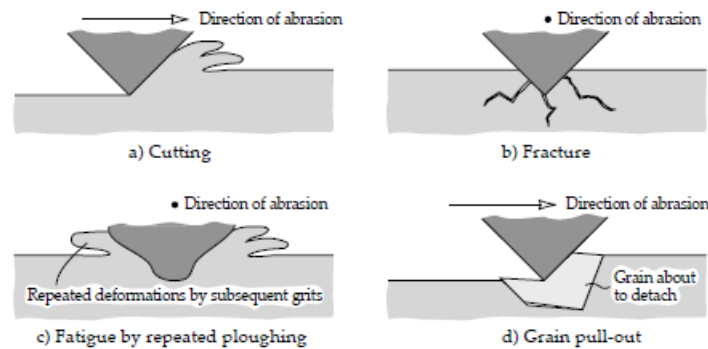 Direction of abrasion
Direction of abrasion
a) Cutting
b) Fracture
Direction of abrasion
Direction of abrasion
Repeated deformations by subsequent grits
Grain about
to detach
c) Fatigue by repeated ploughing
d) Grain pull-out